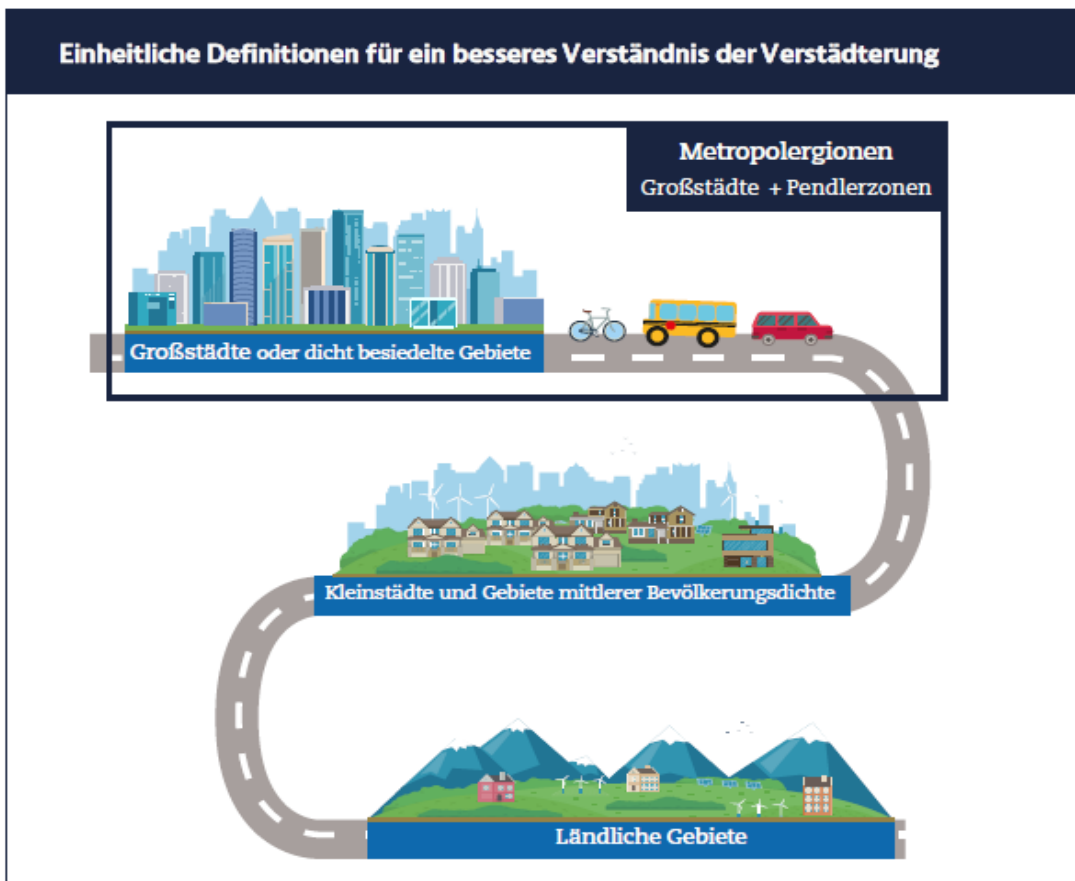 Einheitliche Definitionen für ein besseres Verständnis der Verstädterung
Metropolergionen
Großstädte + Pendlerzonen
Großstädte oder dicht besiedelte Gebiete
Kleinstädte und Gebiete mittlerer Bevölkerungsdichte
Ländliche Gebiete